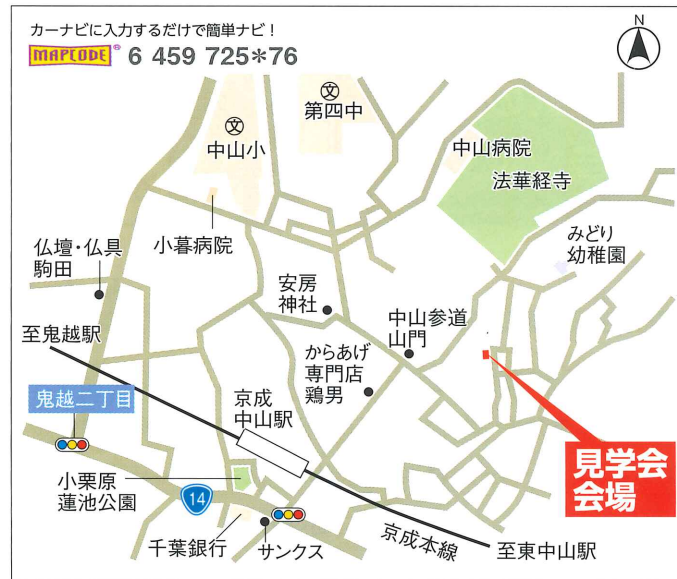 カーナビに入力するだけで簡単ナビ!
MAPCODE® 6 459 725*76
N
文
第四中
文
中山小
中山病院
法華経寺
小暮病院
みどり
幼稚園
仏壇・仏具
駒田
安房
神社
中山参道
山門
至鬼越駅
からあげ
専門店
鶏男
鬼越二丁目
京成
中山駅
見学会
会場
小栗原
蓮池公園
14
千葉銀行
サンクス
京成本線
至東中山駅